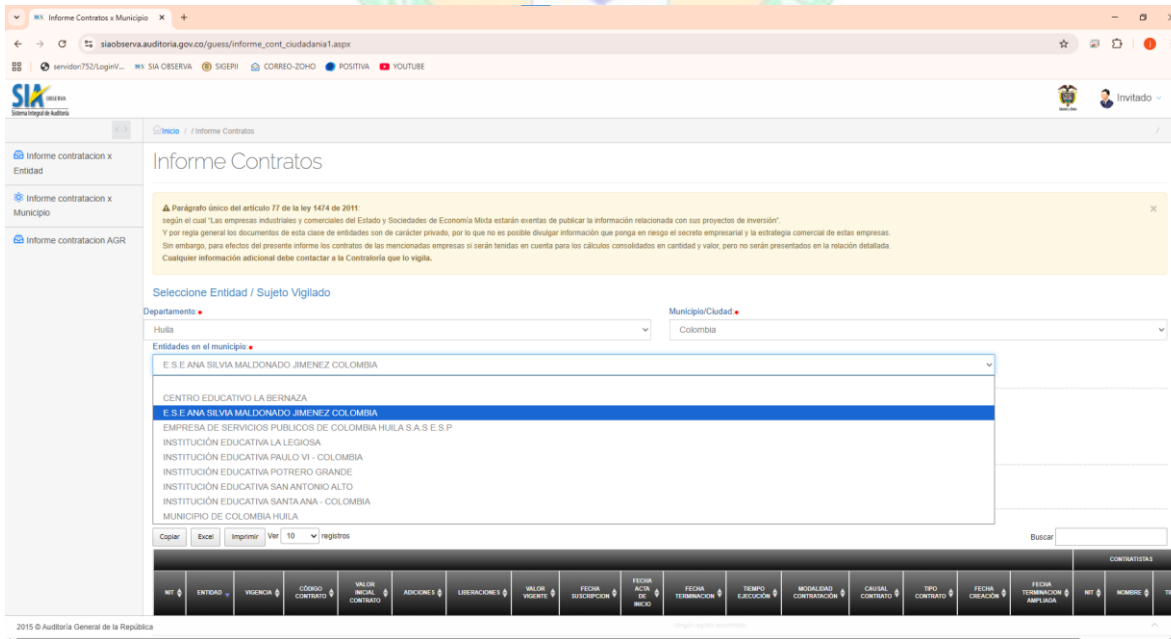 Informe Contratos x Municipio
siaobserva.auditoria.gov.co/guess/informe_cont_ciudadania1.aspx
servidor:752/LoginV... SIA OBSERVA SIGEPII CORREO-ZOHO POSITIVA YOUTUBE
SIA OBSERVA
Sistema Integral de Auditoría
Invitado
Inicio / / Informe Contratos
Informe contratacion x Entidad
Informe contratacion x Municipio
Informe contratacion AGR
Informe Contratos
Parágrafo único del artículo 77 de la ley 1474 de 2011:
según el cual "Las empresas industriales y comerciales del Estado y Sociedades de Economía Mixta estarán exentas de publicar la información relacionada con sus proyectos de inversión".
Y por regla general los documentos de esta clase de entidades son de carácter privado, por lo que no es posible divulgar información que ponga en riesgo el secreto empresarial y la estrategia comercial de estas empresas.
Sin embargo, para efectos del presente informe los contratos de las mencionadas empresas si serán tenidas en cuenta para los cálculos consolidados en cantidad y valor, pero no serán presentados en la relación detallada.
Cualquier información adicional debe contactar a la Contraloría que lo vigila.
Seleccione Entidad / Sujeto Vigilado
Departamento: Municipio/Ciudad:
Huila Colombia
Entidades en el municipio:
E.S.E ANA SILVIA MALDONADO JIMENEZ COLOMBIA
CENTRO EDUCATIVO LA BERNAZA
E.S.E ANA SILVIA MALDONADO JIMENEZ COLOMBIA
EMPRESA DE SERVICIOS PUBLICOS DE COLOMBIA HUILA S.A.S E.S.P
INSTITUCIÓN EDUCATIVA LA LEGIOSA
INSTITUCIÓN EDUCATIVA PAULO VI - COLOMBIA
INSTITUCIÓN EDUCATIVA POTRERO GRANDE
INSTITUCIÓN EDUCATIVA SAN ANTONIO ALTO
INSTITUCIÓN EDUCATIVA SANTA ANA - COLOMBIA
MUNICIPIO DE COLOMBIA HUILA
Copiar Excel Imprimir Ver 10 registros Buscar
CONTRATISTAS
NIT ENTIDAD VIGENCIA CÓDIGO CONTRATO VALOR INICIAL CONTRATO ADICIONES LIBERACIONES VALOR VIGENTE FECHA SUSCRIPCION FECHA ACTA DE INICIO FECHA TERMINACION TIEMPO EJECUCIÓN MODALIDAD CONTRATACIÓN CAUSAL CONTRATO TIPO CONTRATO FECHA CREACIÓN FECHA TERMINACION AMPLIADA NIT NOMBRE
2015 © Auditoría General de la República